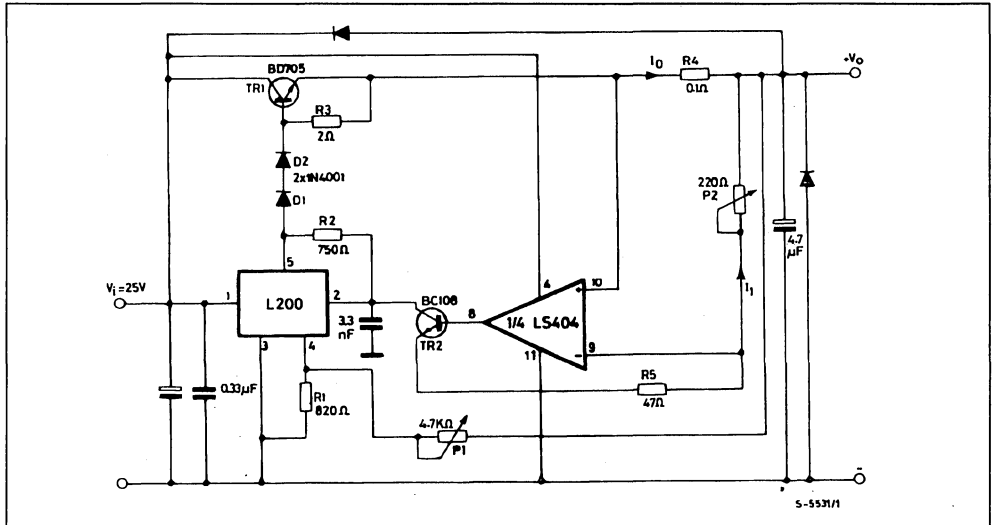 BD705
TR1
R3
2Ω
D2
2x1N4001
D1
R2
750Ω
5
Vi=25V
1
L200
2
3
4
0.33µF
R1
820Ω
3.3
nF
BC108
TR2
8
1/4 LS404
4
10
+
9
−
11
R5
47Ω
4.7KΩ
P1
Io
R4
0.1Ω
+Vo
220Ω
P2
I1
4.7
µF
-
S-5531/1